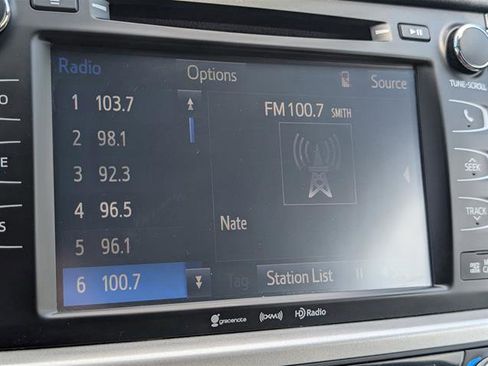 Radio
Options
Source
1 103.7
2 98.1
3 92.3
4 96.5
5 96.1
6 100.7
FM 100.7 SMITH
Nate
Tag
Station List
gracenote
HD Radio
TUNE•SCROLL
SEEK
TRACK